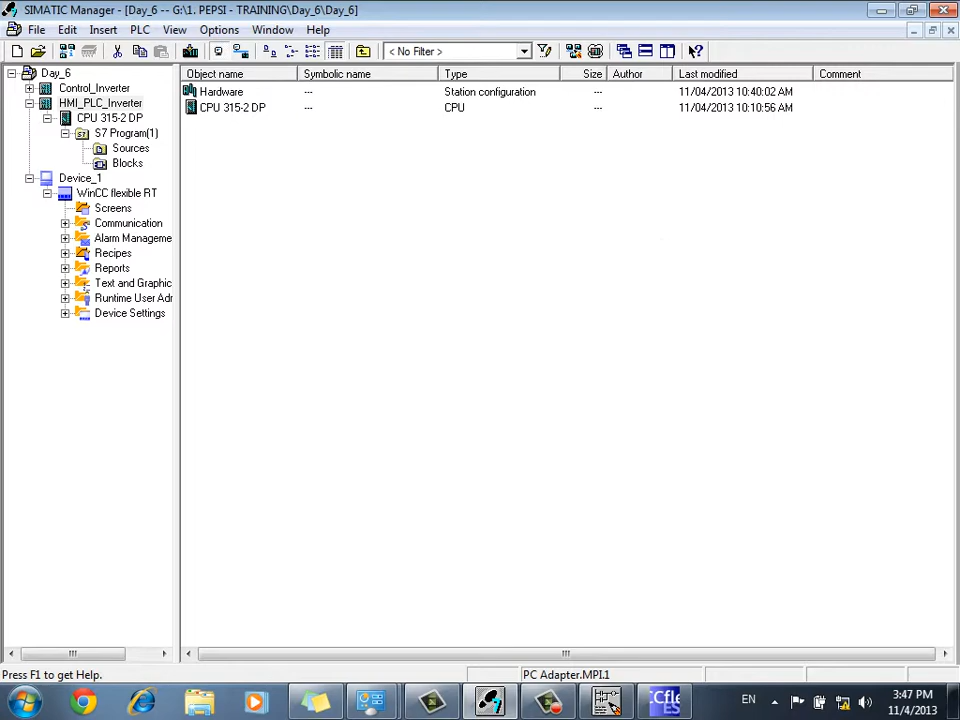 SIMATIC Manager - [Day_6 -- G:\1. PEPSI - TRAINING\Day_6\Day_6]
File Edit Insert PLC View Options Window Help
< No Filter >
Day_6
Control_Inverter
HMI_PLC_Inverter
CPU 315-2 DP
S7 Program(1)
Sources
Blocks
Device_1
WinCC flexible RT
Screens
Communication
Alarm Manageme
Recipes
Reports
Text and Graphic
Runtime User Adr
Device Settings
Object name Symbolic name Type Size Author Last modified Comment
Hardware --- Station configuration --- 11/04/2013 10:40:02 AM
CPU 315-2 DP --- CPU --- 11/04/2013 10:10:56 AM
Press F1 to get Help.
PC Adapter.MPI.1
Cfle
ES
EN
3:47 PM
11/4/2013